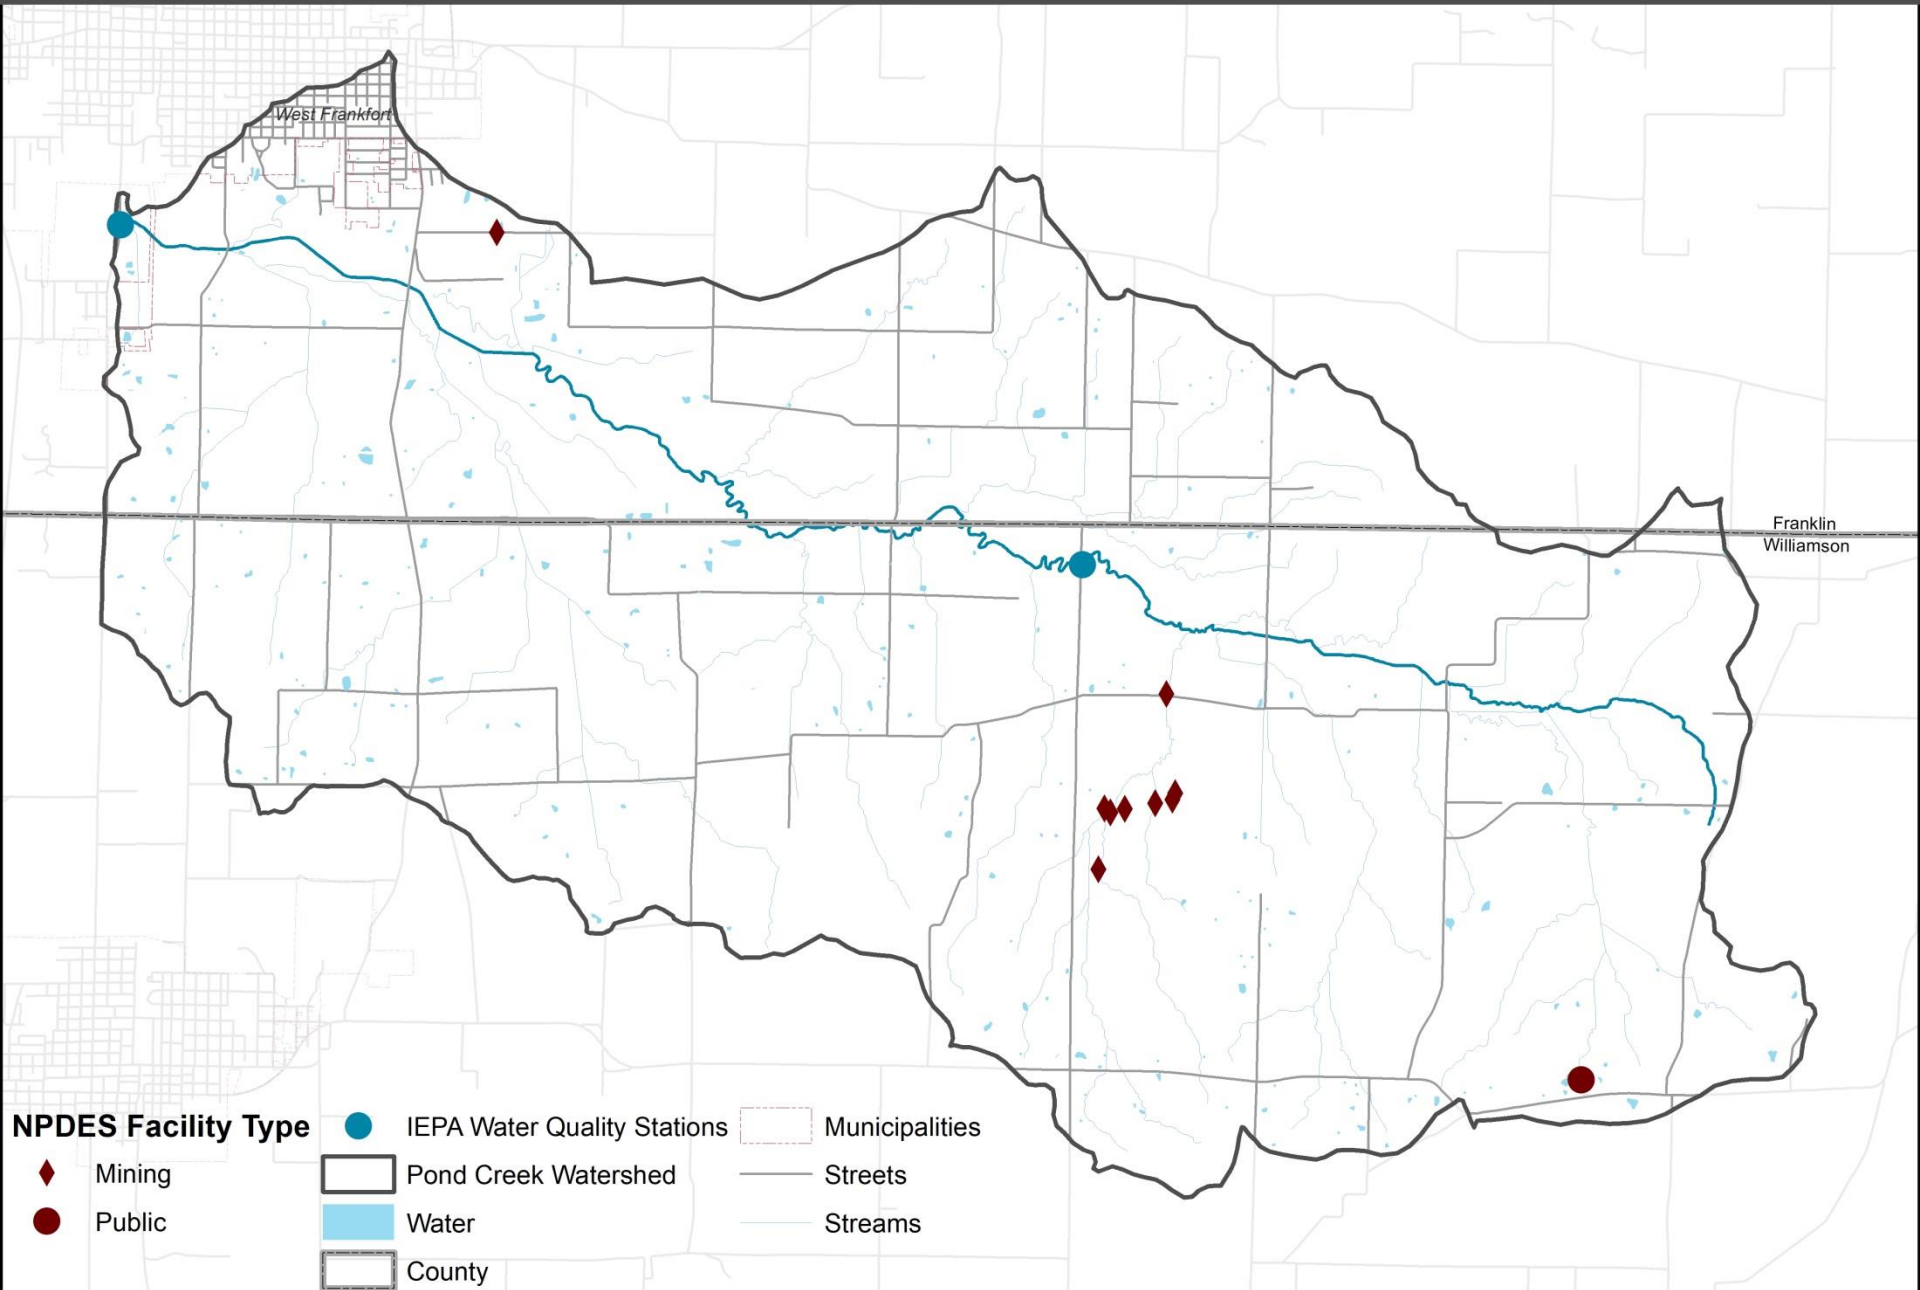 West Frankfort
Franklin
Williamson
NPDES Facility Type
Mining
Public
IEPA Water Quality Stations
Pond Creek Watershed
Water
County
Municipalities
Streets
Streams